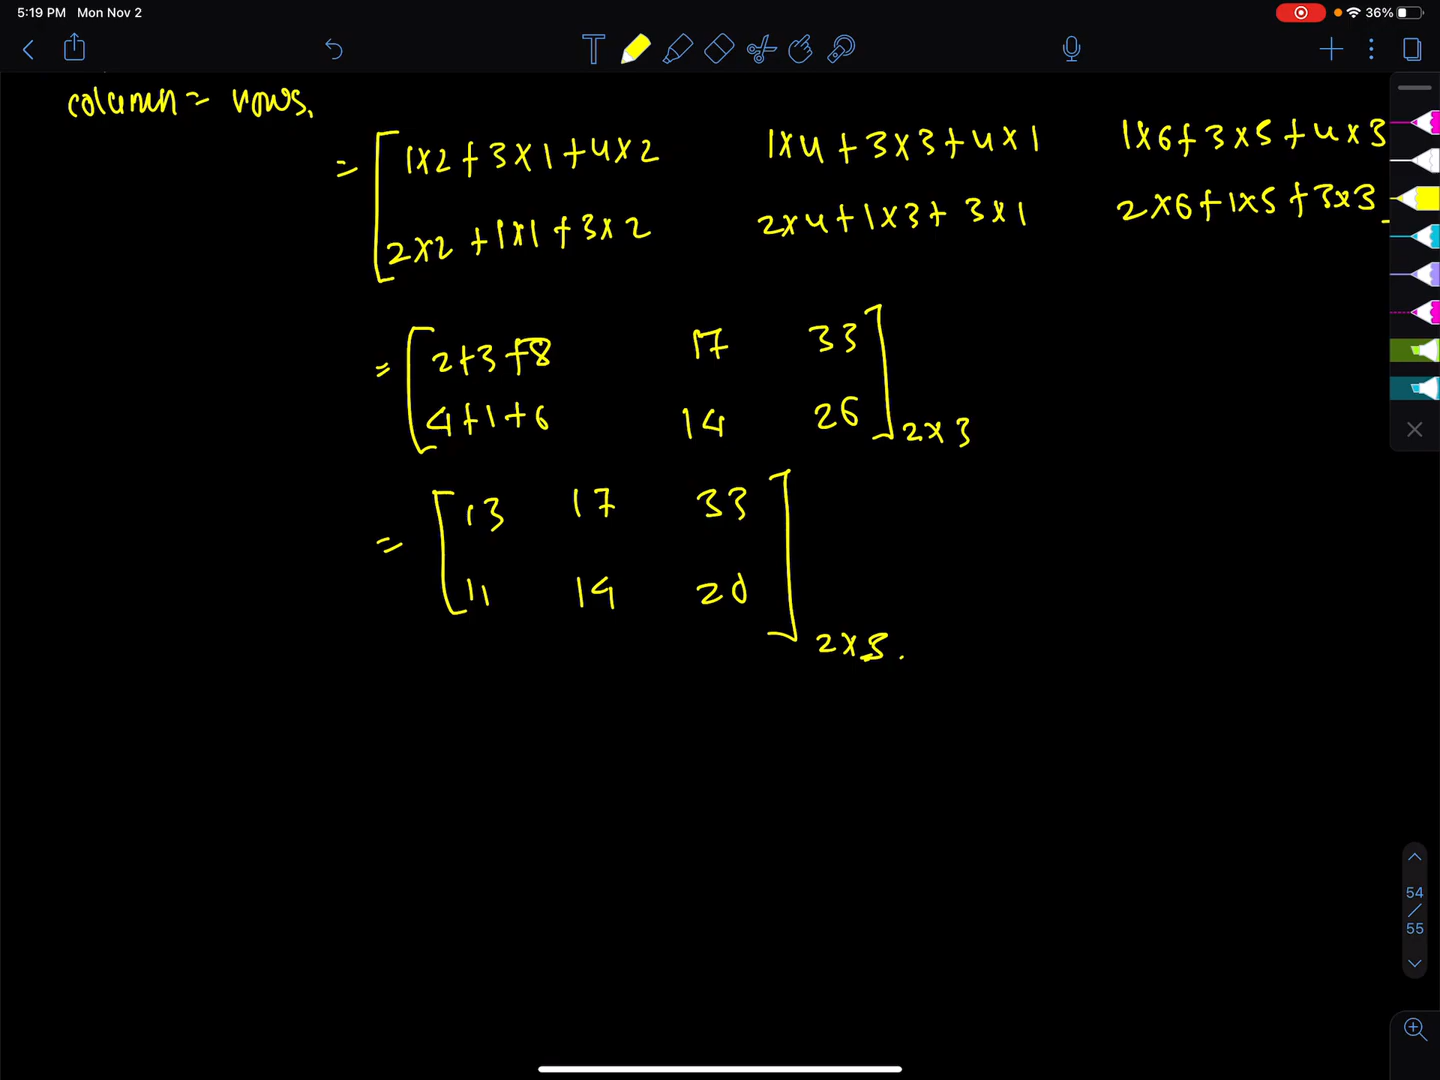 5:19 PM Mon Nov 2
36%
column = rows.
= [ 1x2 + 3x1 + 4x2 1x4 + 3x3 + 4x1 1x6 + 3x5 + 4x3
2x2 + 1x1 + 3x2 2x4 + 1x3 + 3x1 2x6 + 1x5 + 3x3
= [ 2+3+8 17 33
4+1+6 14 26 ] 2x3
= [ 13 17 33
11 14 20 ] 2x3.
54
/
55